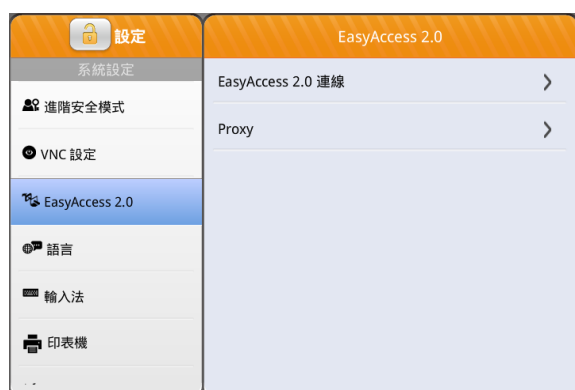 設定
系統設定
進階安全模式
VNC 設定
EasyAccess 2.0
語言
輸入法
印表機
EasyAccess 2.0
EasyAccess 2.0 連線
Proxy